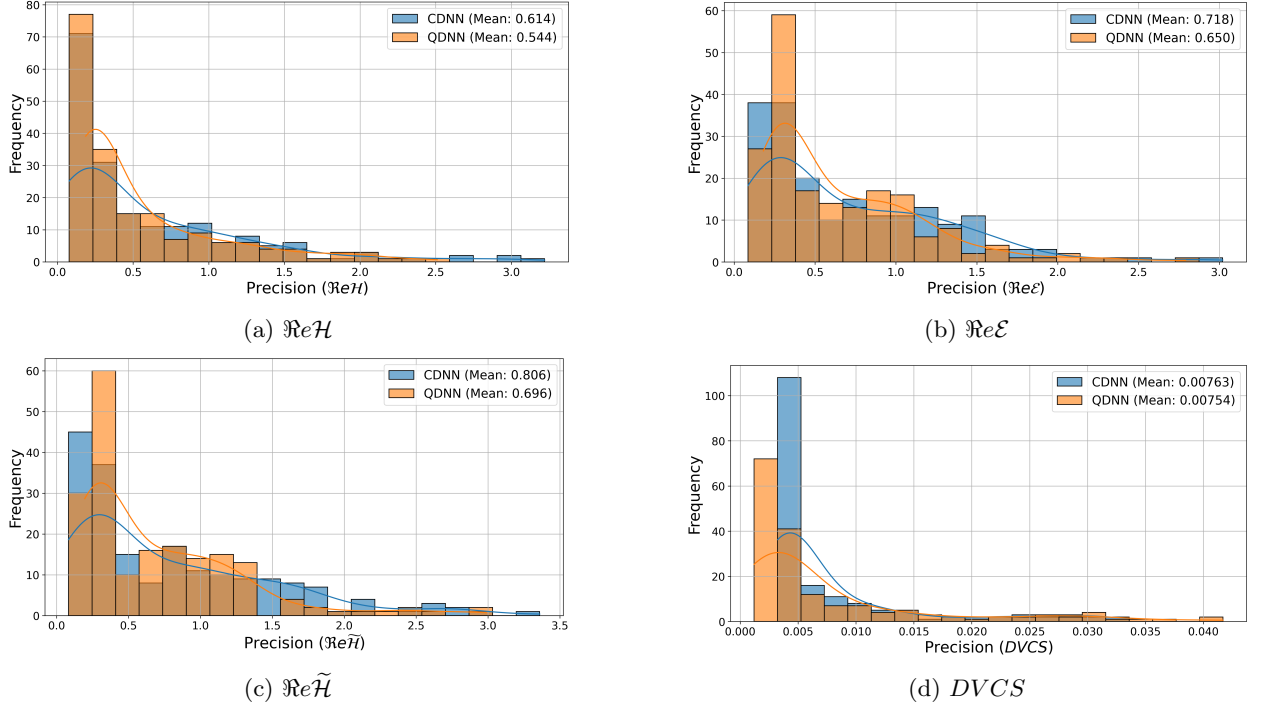 CDNN (Mean: 0.614)
QDNN (Mean: 0.544)
Frequency
80
70
60
50
40
30
20
10
0
0.0 0.5 1.0 1.5 2.0 2.5 3.0
Precision (ℜeℋ)
(a) ℜeℋ
CDNN (Mean: 0.718)
QDNN (Mean: 0.650)
Frequency
60
50
40
30
20
10
0
0.0 0.5 1.0 1.5 2.0 2.5 3.0
Precision (ℜeℰ)
(b) ℜeℰ
CDNN (Mean: 0.806)
QDNN (Mean: 0.696)
Frequency
60
50
40
30
20
10
0
0.0 0.5 1.0 1.5 2.0 2.5 3.0 3.5
Precision (ℜeℋ̃)
(c) ℜeℋ̃
CDNN (Mean: 0.00763)
QDNN (Mean: 0.00754)
Frequency
100
80
60
40
20
0
0.000 0.005 0.010 0.015 0.020 0.025 0.030 0.035 0.040
Precision (DVCS)
(d) DVCS